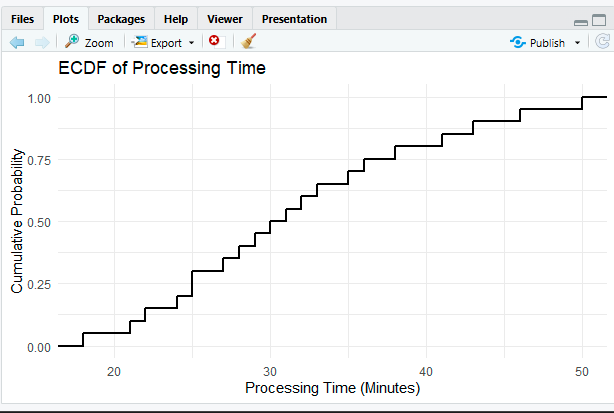 Files Plots Packages Help Viewer Presentation
Zoom Export Publish
ECDF of Processing Time
1.00
0.75
0.50
0.25
0.00
Cumulative Probability
20 30 40 50
Processing Time (Minutes)